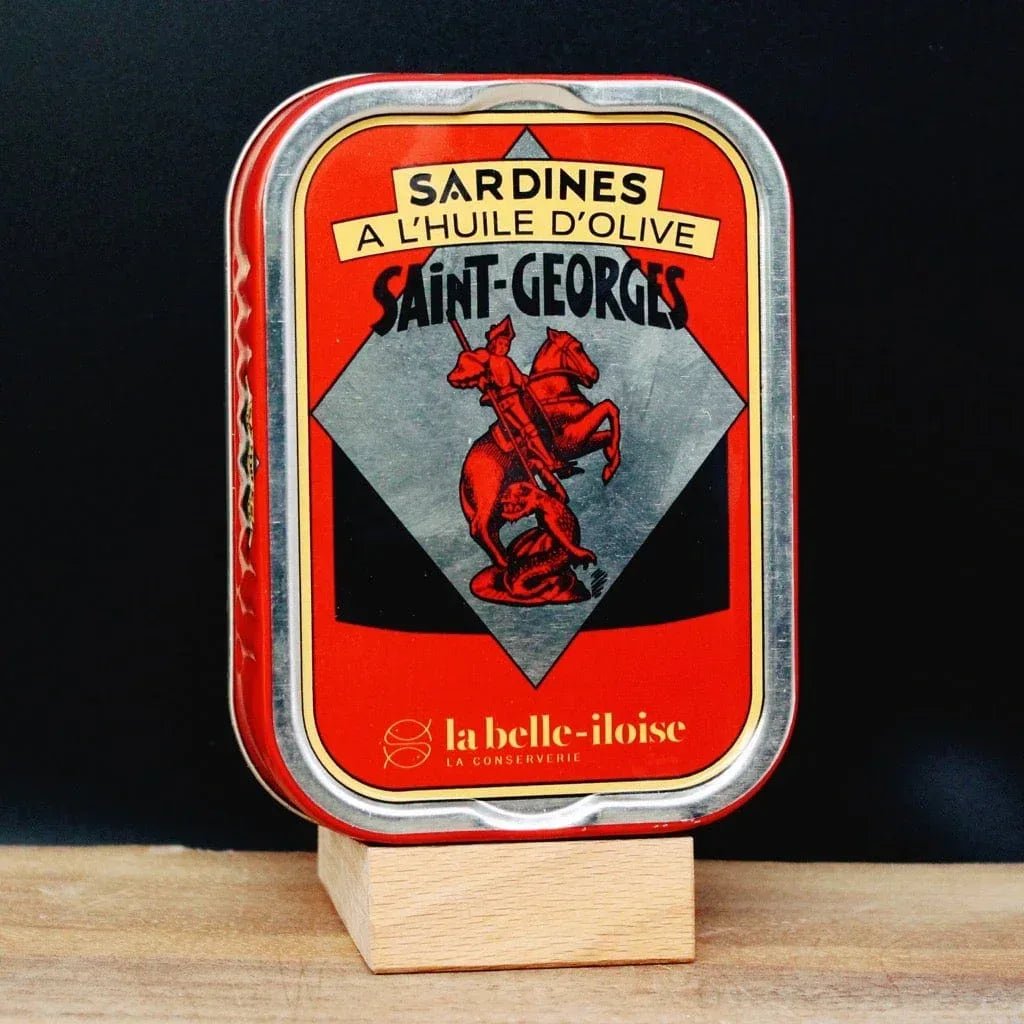 SARDINES
A L'HUILE D'OLIVE
SAiNT-GEORGES
la belle-iloise
LA CONSERVERIE